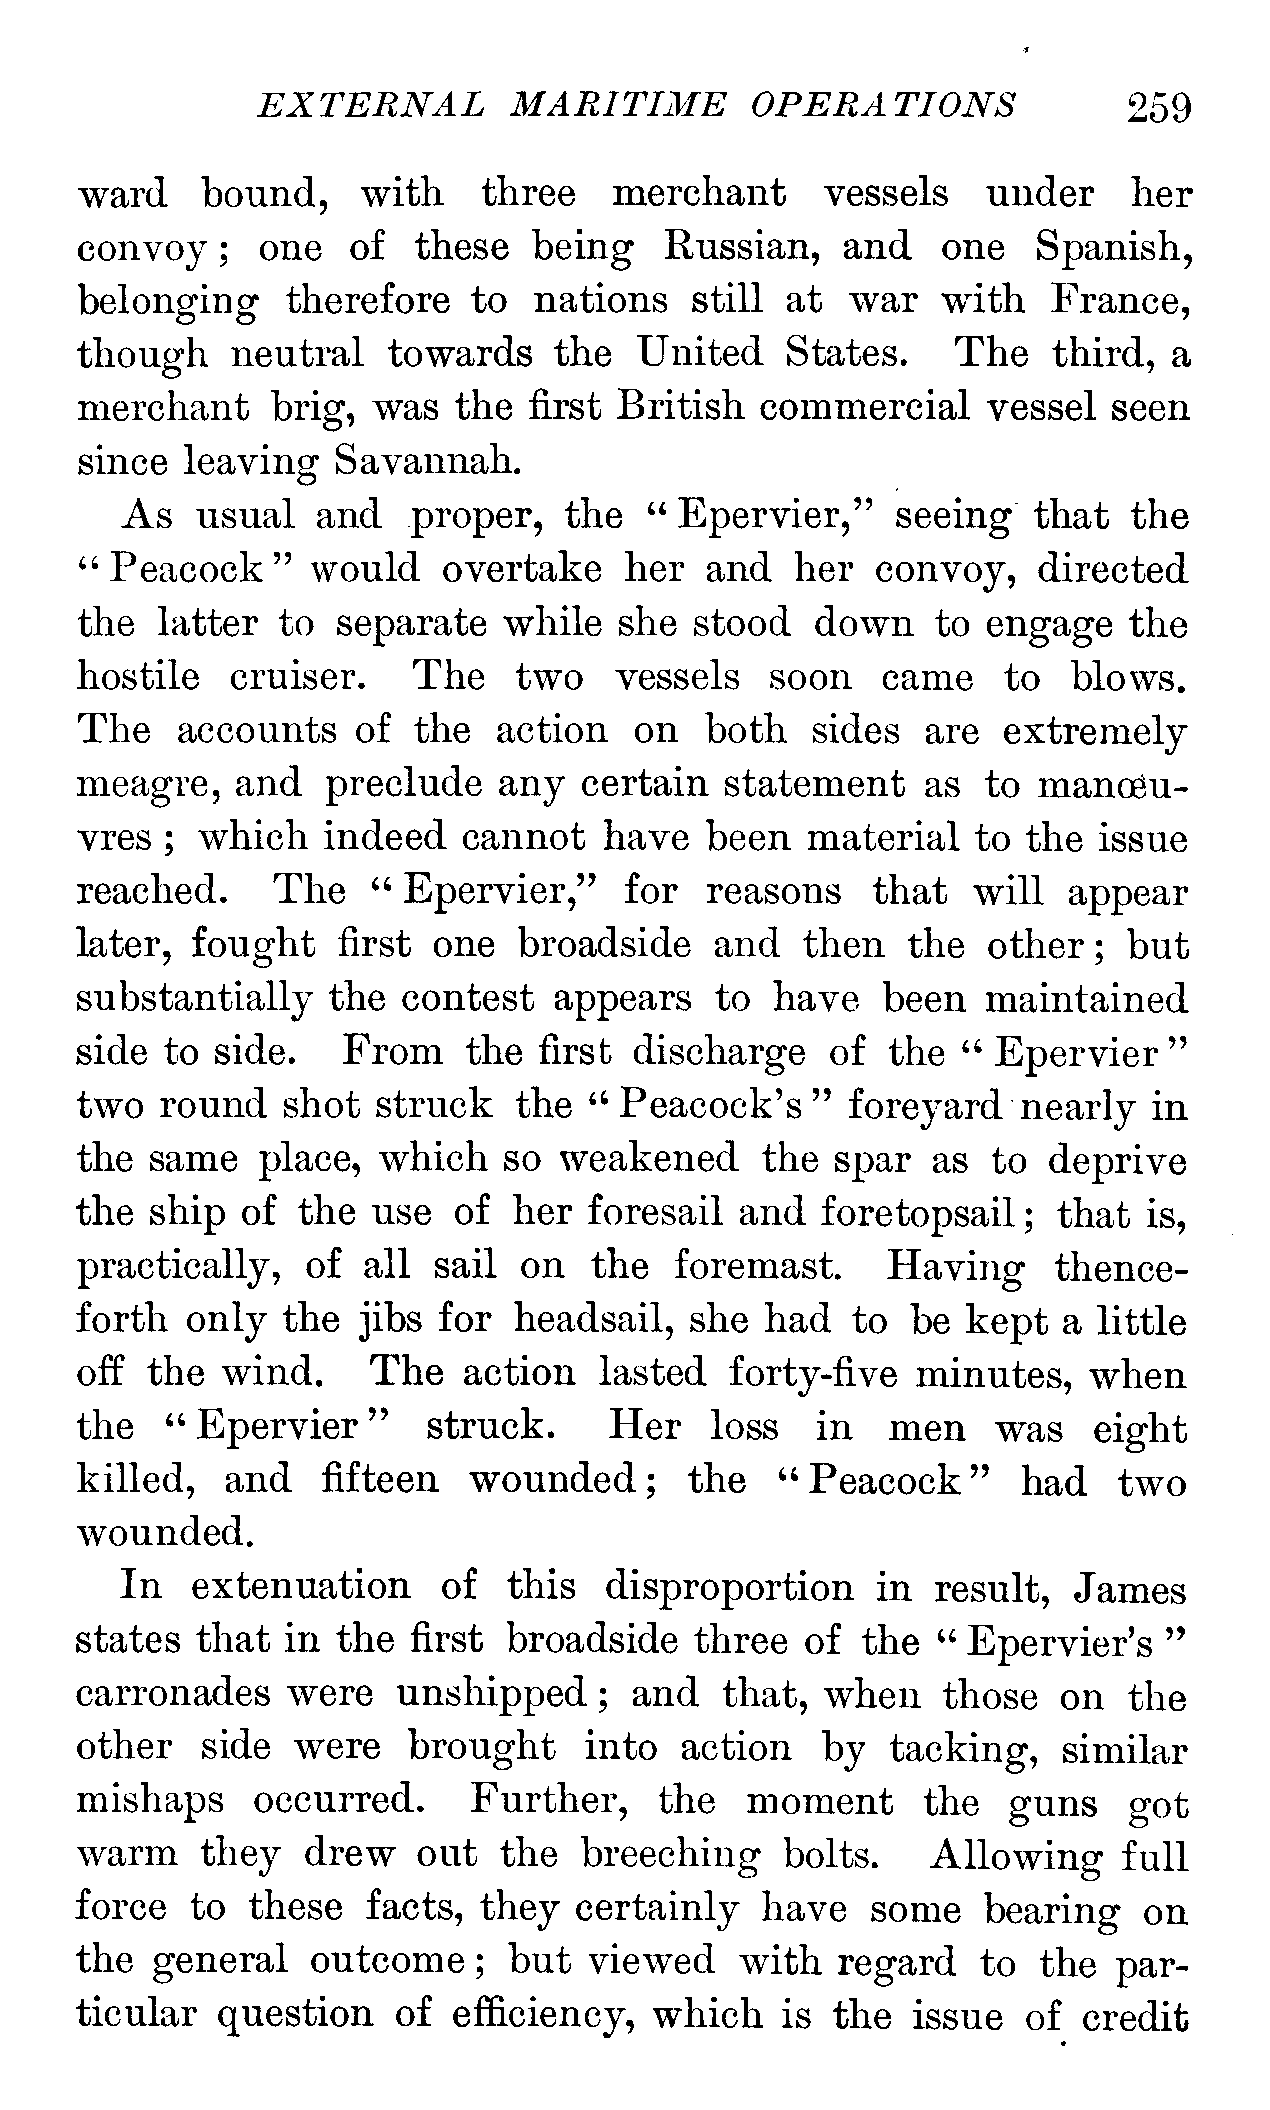 EXTERNAL MARITIME OPERATIONS 259
ward bound, with three merchant vessels under her
convoy; one of these being Russian, and one Spanish,
belonging therefore to nations still at war with France,
though neutral towards the United States. The third, a
merchant brig, was the first British commercial vessel seen
since leaving Savannah.
As usual and proper, the "Epervier," seeing that the
"Peacock" would overtake her and her convoy, directed
the latter to separate while she stood down to engage the
hostile cruiser. The two vessels soon came to blows.
The accounts of the action on both sides are extremely
meagre, and preclude any certain statement as to manœu-
vres; which indeed cannot have been material to the issue
reached. The "Epervier," for reasons that will appear
later, fought first one broadside and then the other; but
substantially the contest appears to have been maintained
side to side. From the first discharge of the "Epervier"
two round shot struck the "Peacock's" foreyard nearly in
the same place, which so weakened the spar as to deprive
the ship of the use of her foresail and foretopsail; that is,
practically, of all sail on the foremast. Having thence-
forth only the jibs for headsail, she had to be kept a little
off the wind. The action lasted forty-five minutes, when
the "Epervier" struck. Her loss in men was eight
killed, and fifteen wounded; the "Peacock" had two
wounded.
In extenuation of this disproportion in result, James
states that in the first broadside three of the "Epervier's"
carronades were unshipped; and that, when those on the
other side were brought into action by tacking, similar
mishaps occurred. Further, the moment the guns got
warm they drew out the breeching bolts. Allowing full
force to these facts, they certainly have some bearing on
the general outcome; but viewed with regard to the par-
ticular question of efficiency, which is the issue of credit